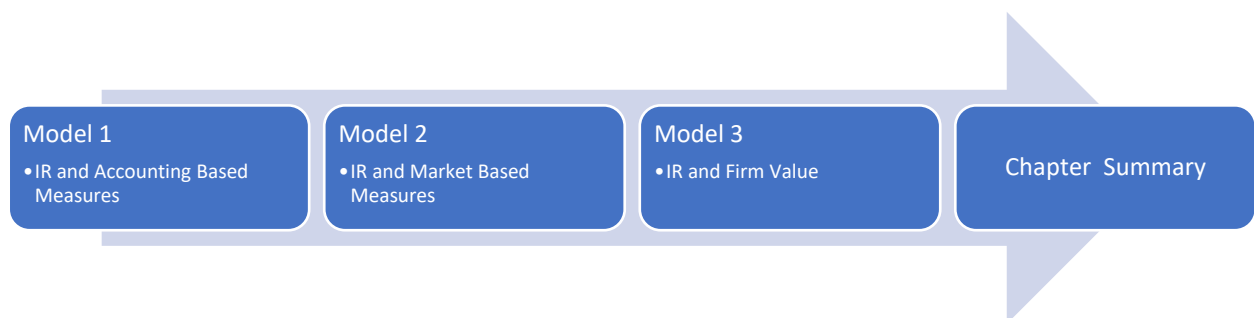 Model 1
•IR and Accounting Based
Measures
Model 2
•IR and Market Based
Measures
Model 3
•IR and Firm Value
Chapter Summary